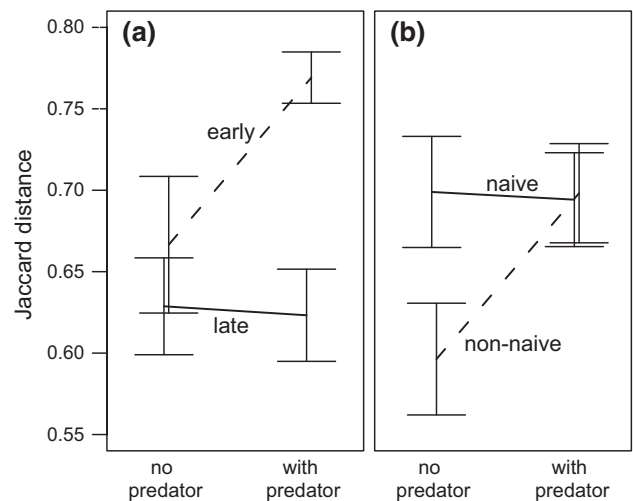 (a)
(b)
Jaccard distance
0.80
0.75
0.70
0.65
0.60
0.55
early
late
naive
non-naive
no
predator
with
predator
no
predator
with
predator